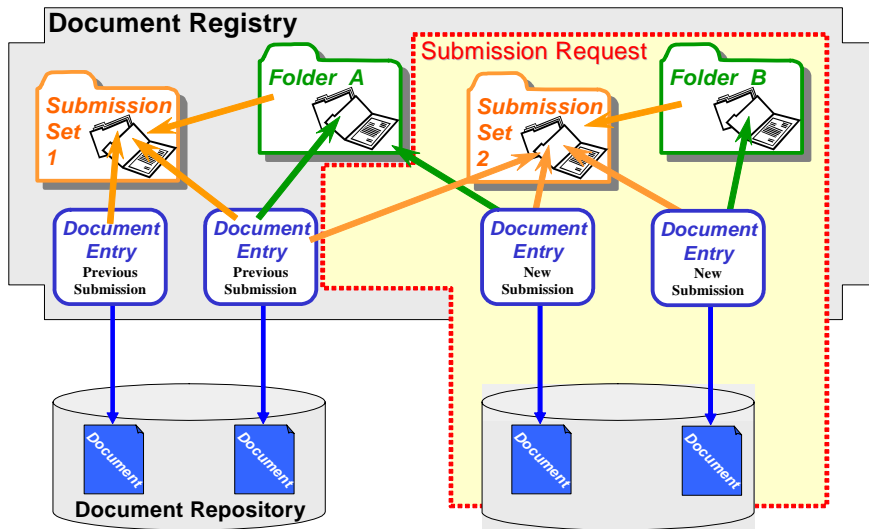 Document Registry
Submission Request
Folder A
Folder B
Submission
Set
1
Submission
Set
2
Document
Entry
Previous
Submission
Document
Entry
Previous
Submission
Document
Entry
New
Submission
Document
Entry
New
Submission
Document
Document
Document
Document
Document Repository